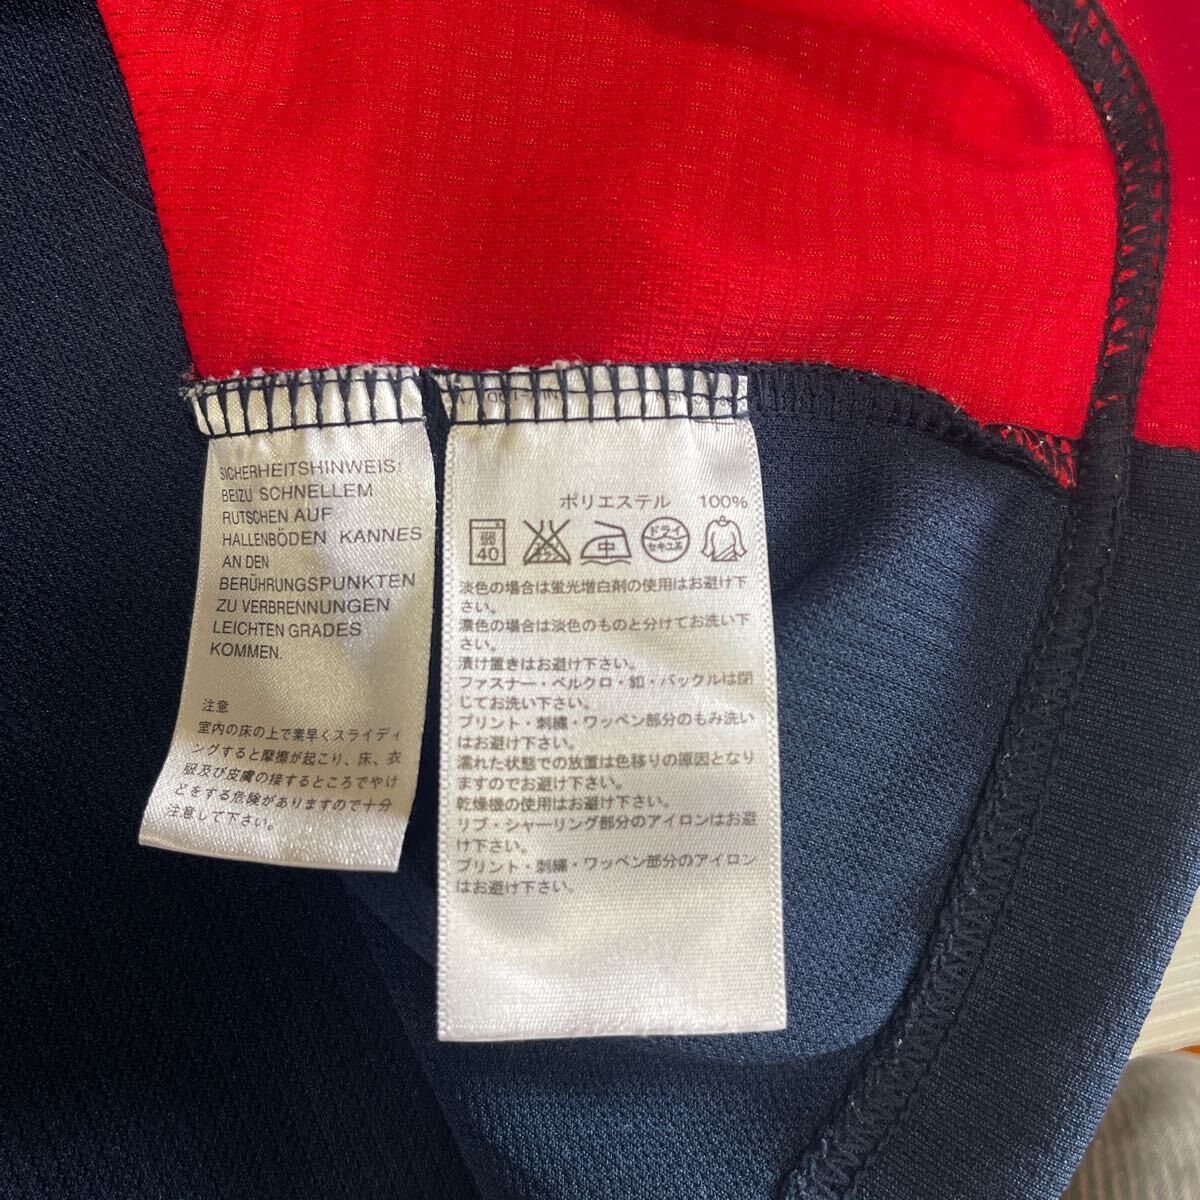 SICHERHEITSHINWEIS:
BEIZU SCHNELLEM
RUTSCHEN AUF
HALLENBÖDEN KANNES
AN DEN
BERÜHRUNGSPUNKTEN
ZU VERBRENNUNGEN
LEICHTEN GRADES
KOMMEN.
注意
室内の床の上で素早くスライディ
ングすると摩擦が起こり、床、衣
服及び皮膚の接するところでやけ
どをする危険がありますので十分
注意して下さい。
ポリエステル 100%
弱 40 エンソ サラシ 中 ドライ セキユ系
淡色の場合は蛍光増白剤の使用はお避け下
さい。
濃色の場合は淡色のものと分けてお洗い下
さい。
漬け置きはお避け下さい。
ファスナー・ベルクロ・釦・バックルは閉
じてお洗い下さい。
プリント・刺繍・ワッペン部分のもみ洗い
はお避け下さい。
濡れた状態での放置は色移りの原因となり
ますのでお避け下さい。
乾燥機の使用はお避け下さい。
リブ・シャーリング部分のアイロンはお避
け下さい。
プリント・刺繍・ワッペン部分のアイロン
はお避け下さい。